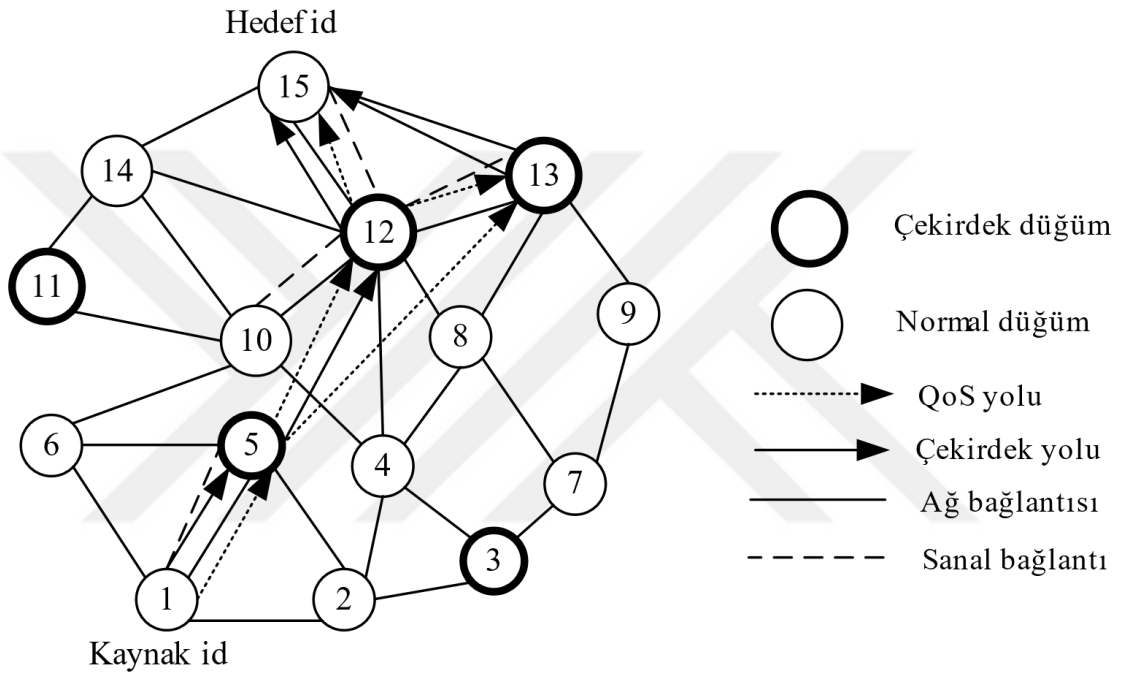 Hedef id
15
14
13
12
11
10
9
8
6
5
4
7
3
1
2
Kaynak id
Çekirdek düğüm
Normal düğüm
QoS yolu
Çekirdek yolu
Ağ bağlantısı
Sanal bağlantı